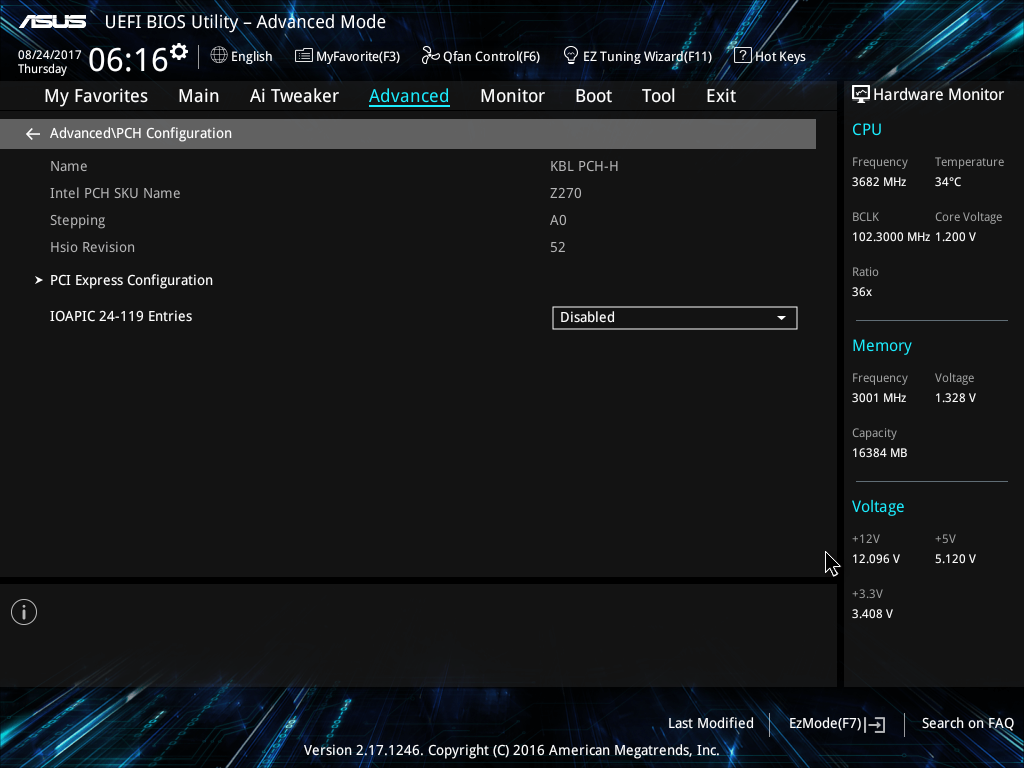 ASUS UEFI BIOS Utility – Advanced Mode
08/24/2017
Thursday
06:16
English
MyFavorite(F3)
Qfan Control(F6)
EZ Tuning Wizard(F11)
? Hot Keys
My Favorites Main Ai Tweaker Advanced Monitor Boot Tool Exit
Advanced\PCH Configuration
Name KBL PCH-H
Intel PCH SKU Name Z270
Stepping A0
Hsio Revision 52
PCI Express Configuration
IOAPIC 24-119 Entries Disabled
Hardware Monitor
CPU
Frequency Temperature
3682 MHz 34°C
BCLK Core Voltage
102.3000 MHz 1.200 V
Ratio
36x
Memory
Frequency Voltage
3001 MHz 1.328 V
Capacity
16384 MB
Voltage
+12V +5V
12.096 V 5.120 V
+3.3V
3.408 V
Last Modified EzMode(F7) Search on FAQ
Version 2.17.1246. Copyright (C) 2016 American Megatrends, Inc.